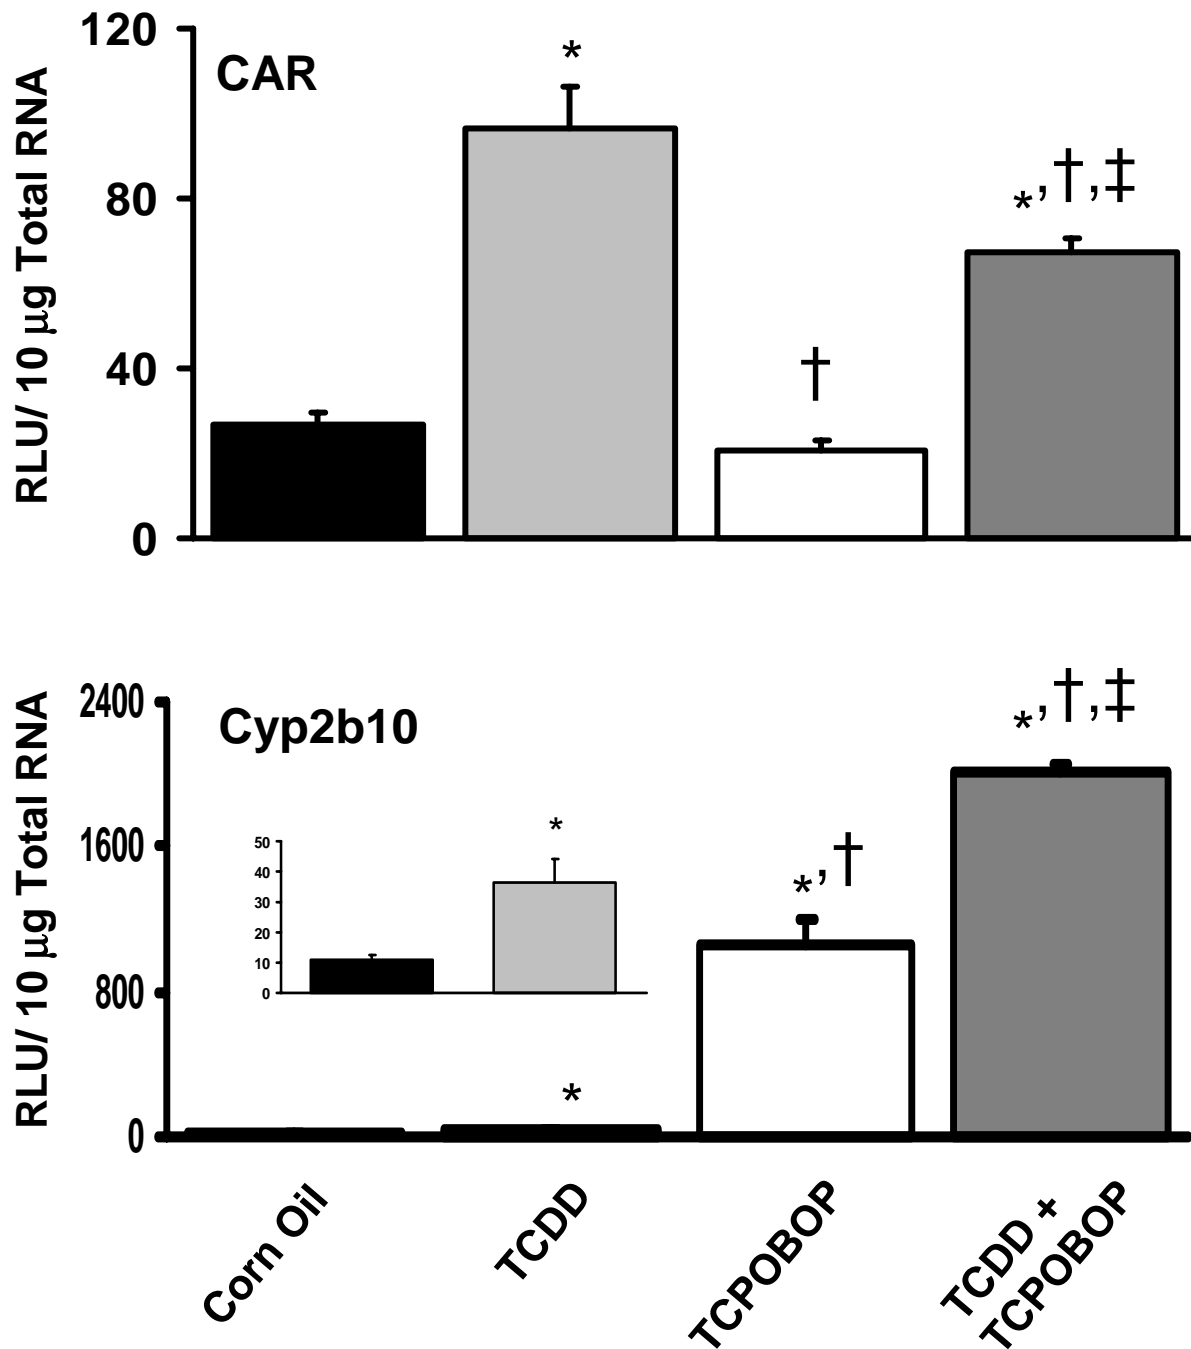 120
CAR
*
80
*,†,‡
40
†
0
RLU/ 10 µg Total RNA
2400
Cyp2b10
*,†,‡
1600
*,†
800
0
*
RLU/ 10 µg Total RNA
50
40
30
20
10
0
*
Corn Oil
TCDD
TCPOBOP
TCDD +
TCPOBOP